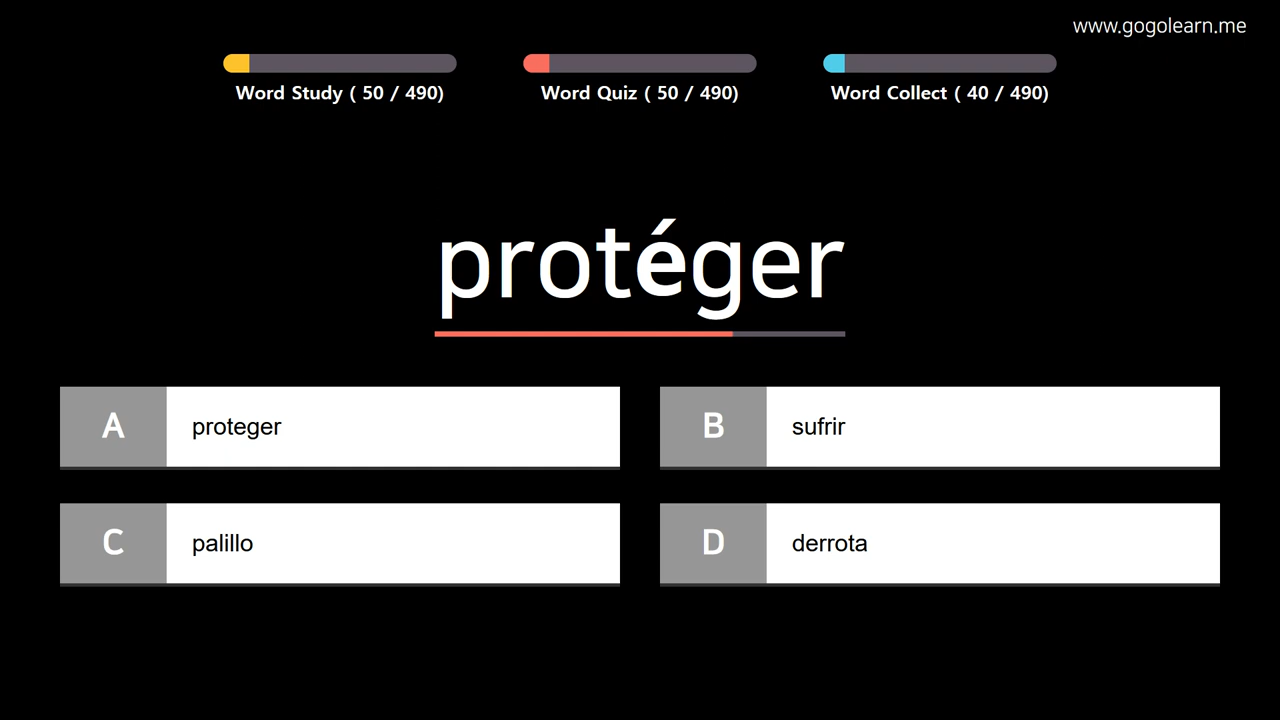 www.gogolearn.me
Word Study ( 50 / 490)
Word Quiz ( 50 / 490)
Word Collect ( 40 / 490)
protéger
A proteger
B sufrir
C palillo
D derrota